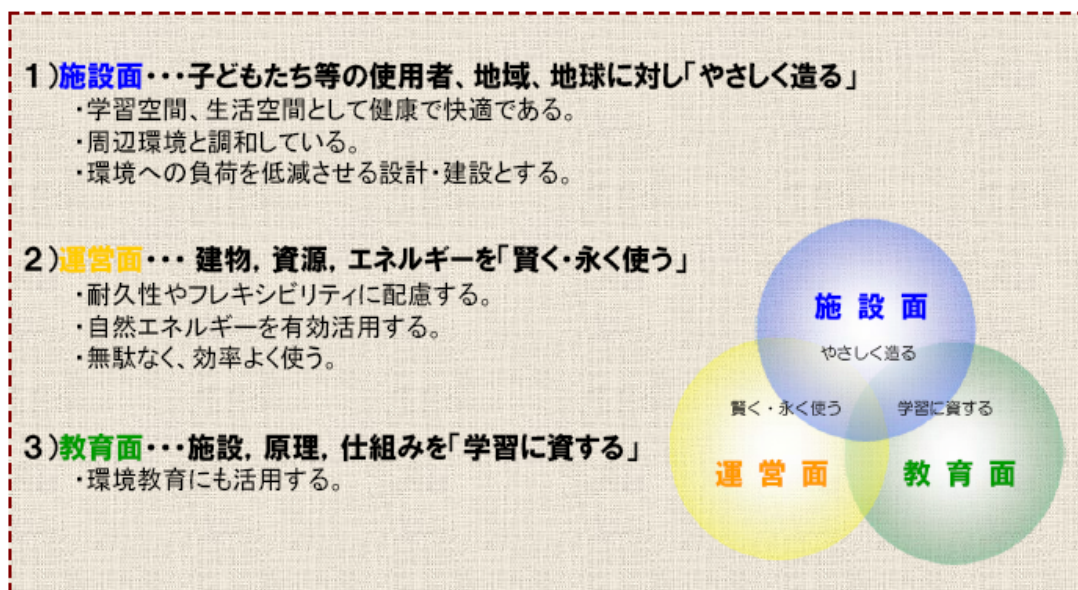 １）施設面･･･子どもたち等の使用者、地域、地球に対し「やさしく造る」
・学習空間、生活空間として健康で快適である。
・周辺環境と調和している。
・環境への負荷を低減させる設計・建設とする。
２）運営面･･･ 建物，資源，エネルギーを「賢く・永く使う」
・耐久性やフレキシビリティに配慮する。
・自然エネルギーを有効活用する。
・無駄なく、効率よく使う。
３）教育面･･･施設，原理，仕組みを「学習に資する」
・環境教育にも活用する。
施 設 面
やさしく造る
賢く・永く使う
学習に資する
運 営 面
教 育 面